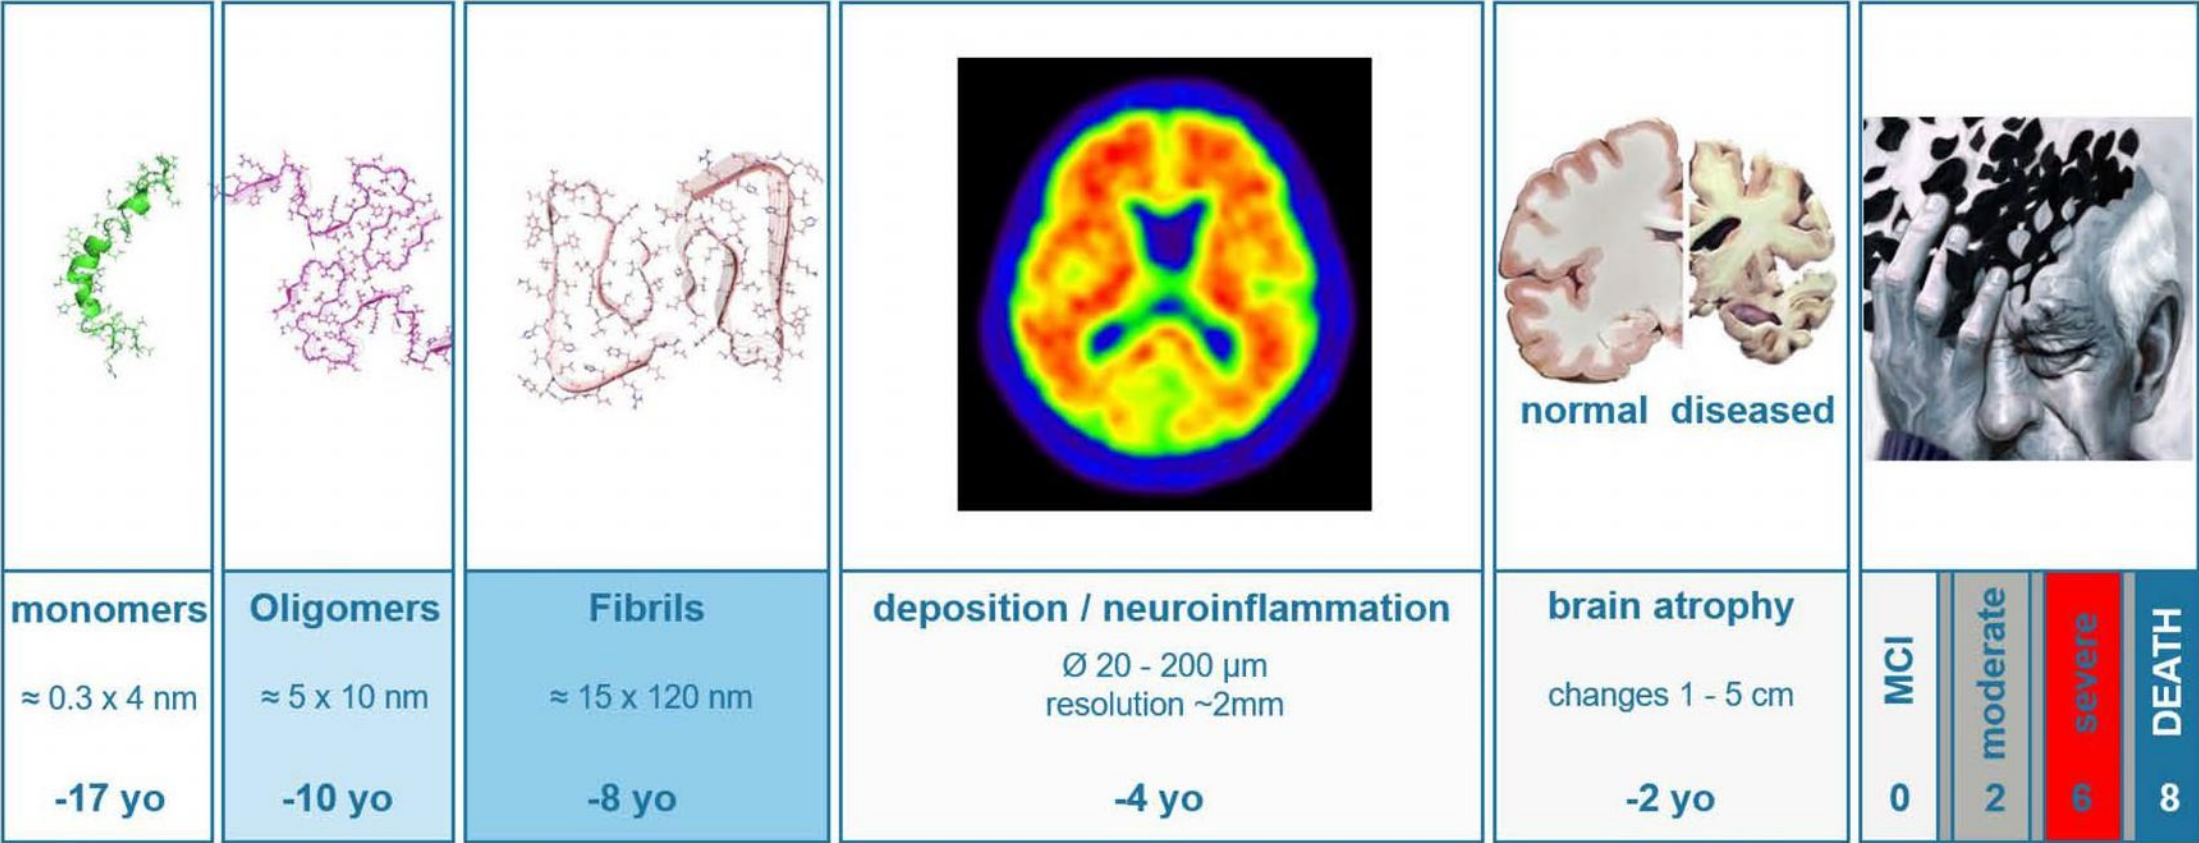 normal diseased
monomers
≈ 0.3 x 4 nm
-17 yo
Oligomers
≈ 5 x 10 nm
-10 yo
Fibrils
≈ 15 x 120 nm
-8 yo
deposition / neuroinflammation
Ø 20 - 200 µm
resolution ~2mm
-4 yo
brain atrophy
changes 1 - 5 cm
-2 yo
MCI
0
moderate
2
severe
6
DEATH
8